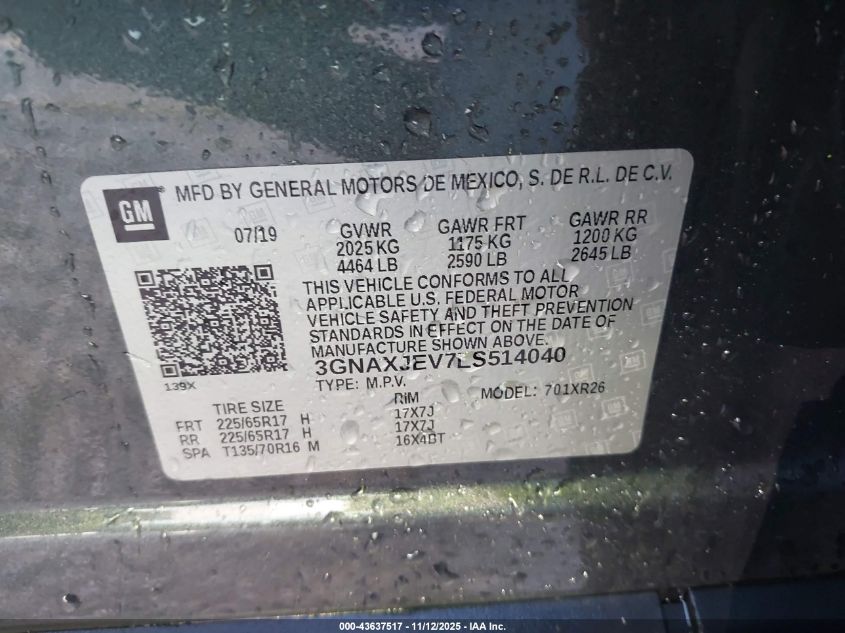 GM
MFD BY GENERAL MOTORS DE MEXICO, S. DE R.L. DE C.V.
07/19
GVWR GAWR FRT GAWR RR
2025 KG 1175 KG 1200 KG
4464 LB 2590 LB 2645 LB
THIS VEHICLE CONFORMS TO ALL
APPLICABLE U.S. FEDERAL MOTOR
VEHICLE SAFETY AND THEFT PREVENTION
STANDARDS IN EFFECT ON THE DATE OF
MANUFACTURE SHOWN ABOVE.
3GNAXJEV7LS514040
139X
TYPE: M.P.V. MODEL: 701XR26
TIRE SIZE RIM
FRT 225/65R17 H 17X7J
RR 225/65R17 H 17X7J
SPA T135/70R16 M 16X4BT
000-43637517 - 11/12/2025 - IAA Inc.